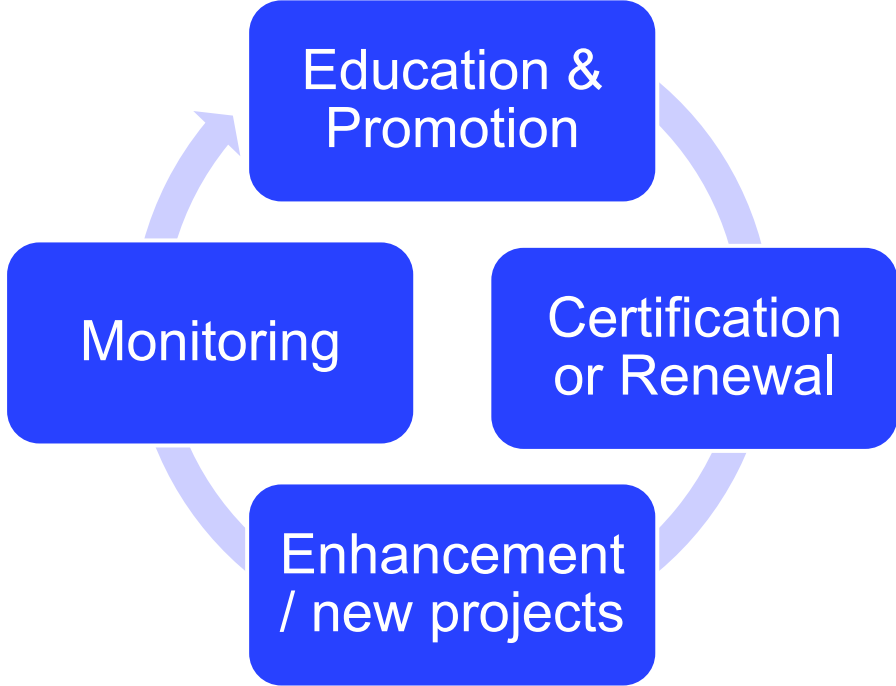 Education &
Promotion
Certification
or Renewal
Enhancement
/ new projects
Monitoring